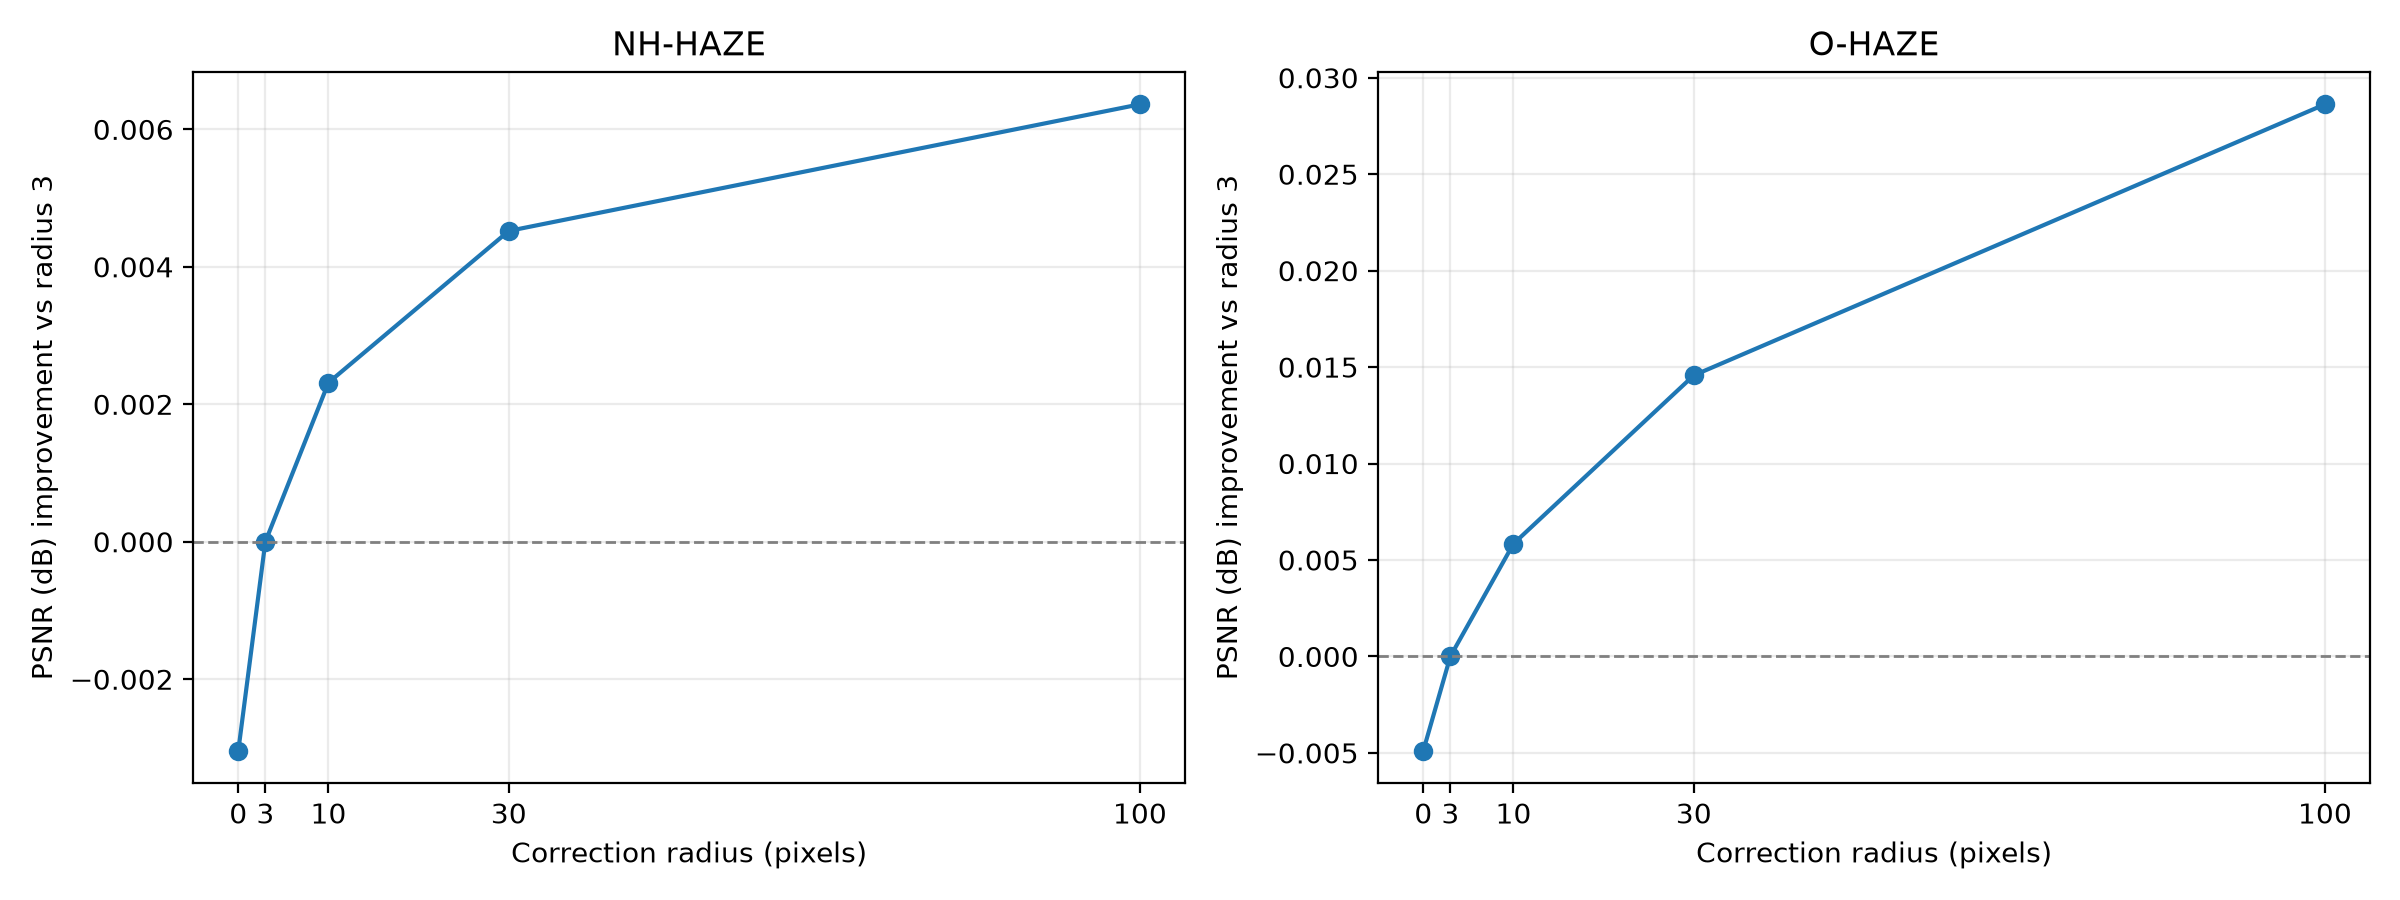 NH-HAZE
PSNR (dB) improvement vs radius 3
0.006
0.004
0.002
0.000
−0.002
0 3 10 30 100
Correction radius (pixels)
O-HAZE
PSNR (dB) improvement vs radius 3
0.030
0.025
0.020
0.015
0.010
0.005
0.000
−0.005
0 3 10 30 100
Correction radius (pixels)